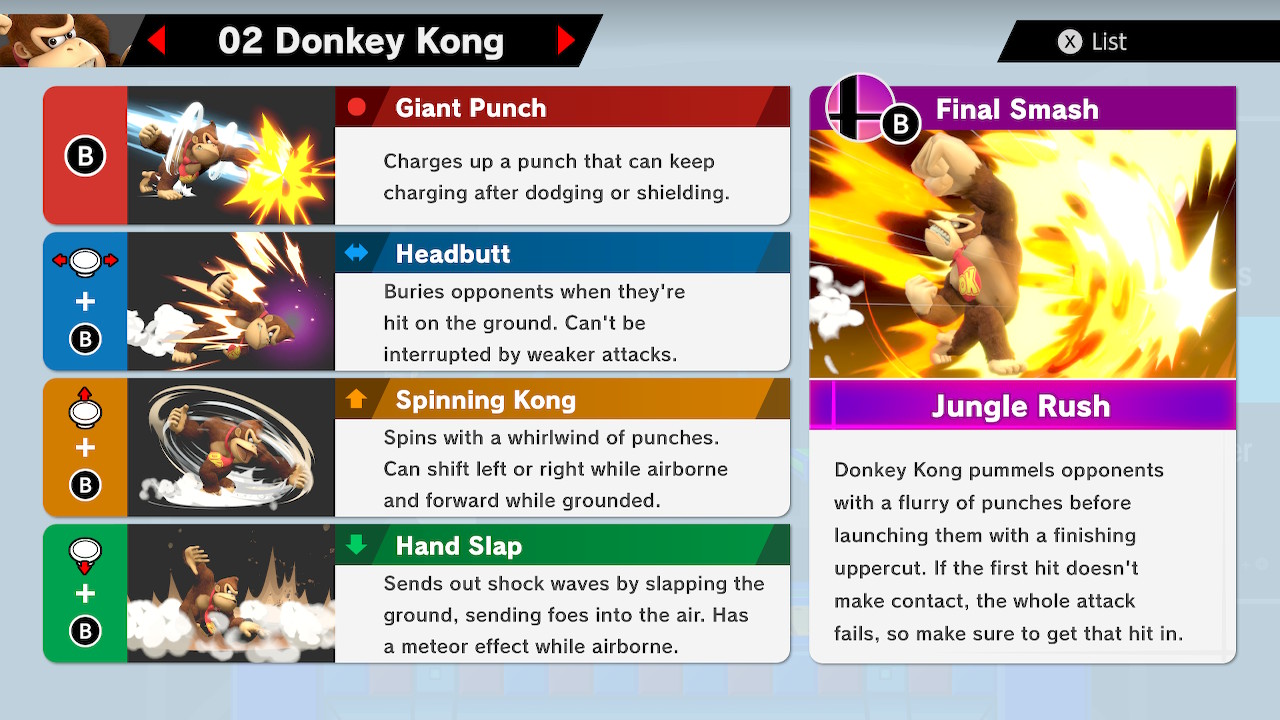 02 Donkey Kong
X List
B
Giant Punch
Charges up a punch that can keep
charging after dodging or shielding.
+
B
Headbutt
Buries opponents when they're
hit on the ground. Can't be
interrupted by weaker attacks.
+
B
Spinning Kong
Spins with a whirlwind of punches.
Can shift left or right while airborne
and forward while grounded.
+
B
Hand Slap
Sends out shock waves by slapping the
ground, sending foes into the air. Has
a meteor effect while airborne.
B
Final Smash
DK
Jungle Rush
Donkey Kong pummels opponents
with a flurry of punches before
launching them with a finishing
uppercut. If the first hit doesn't
make contact, the whole attack
fails, so make sure to get that hit in.